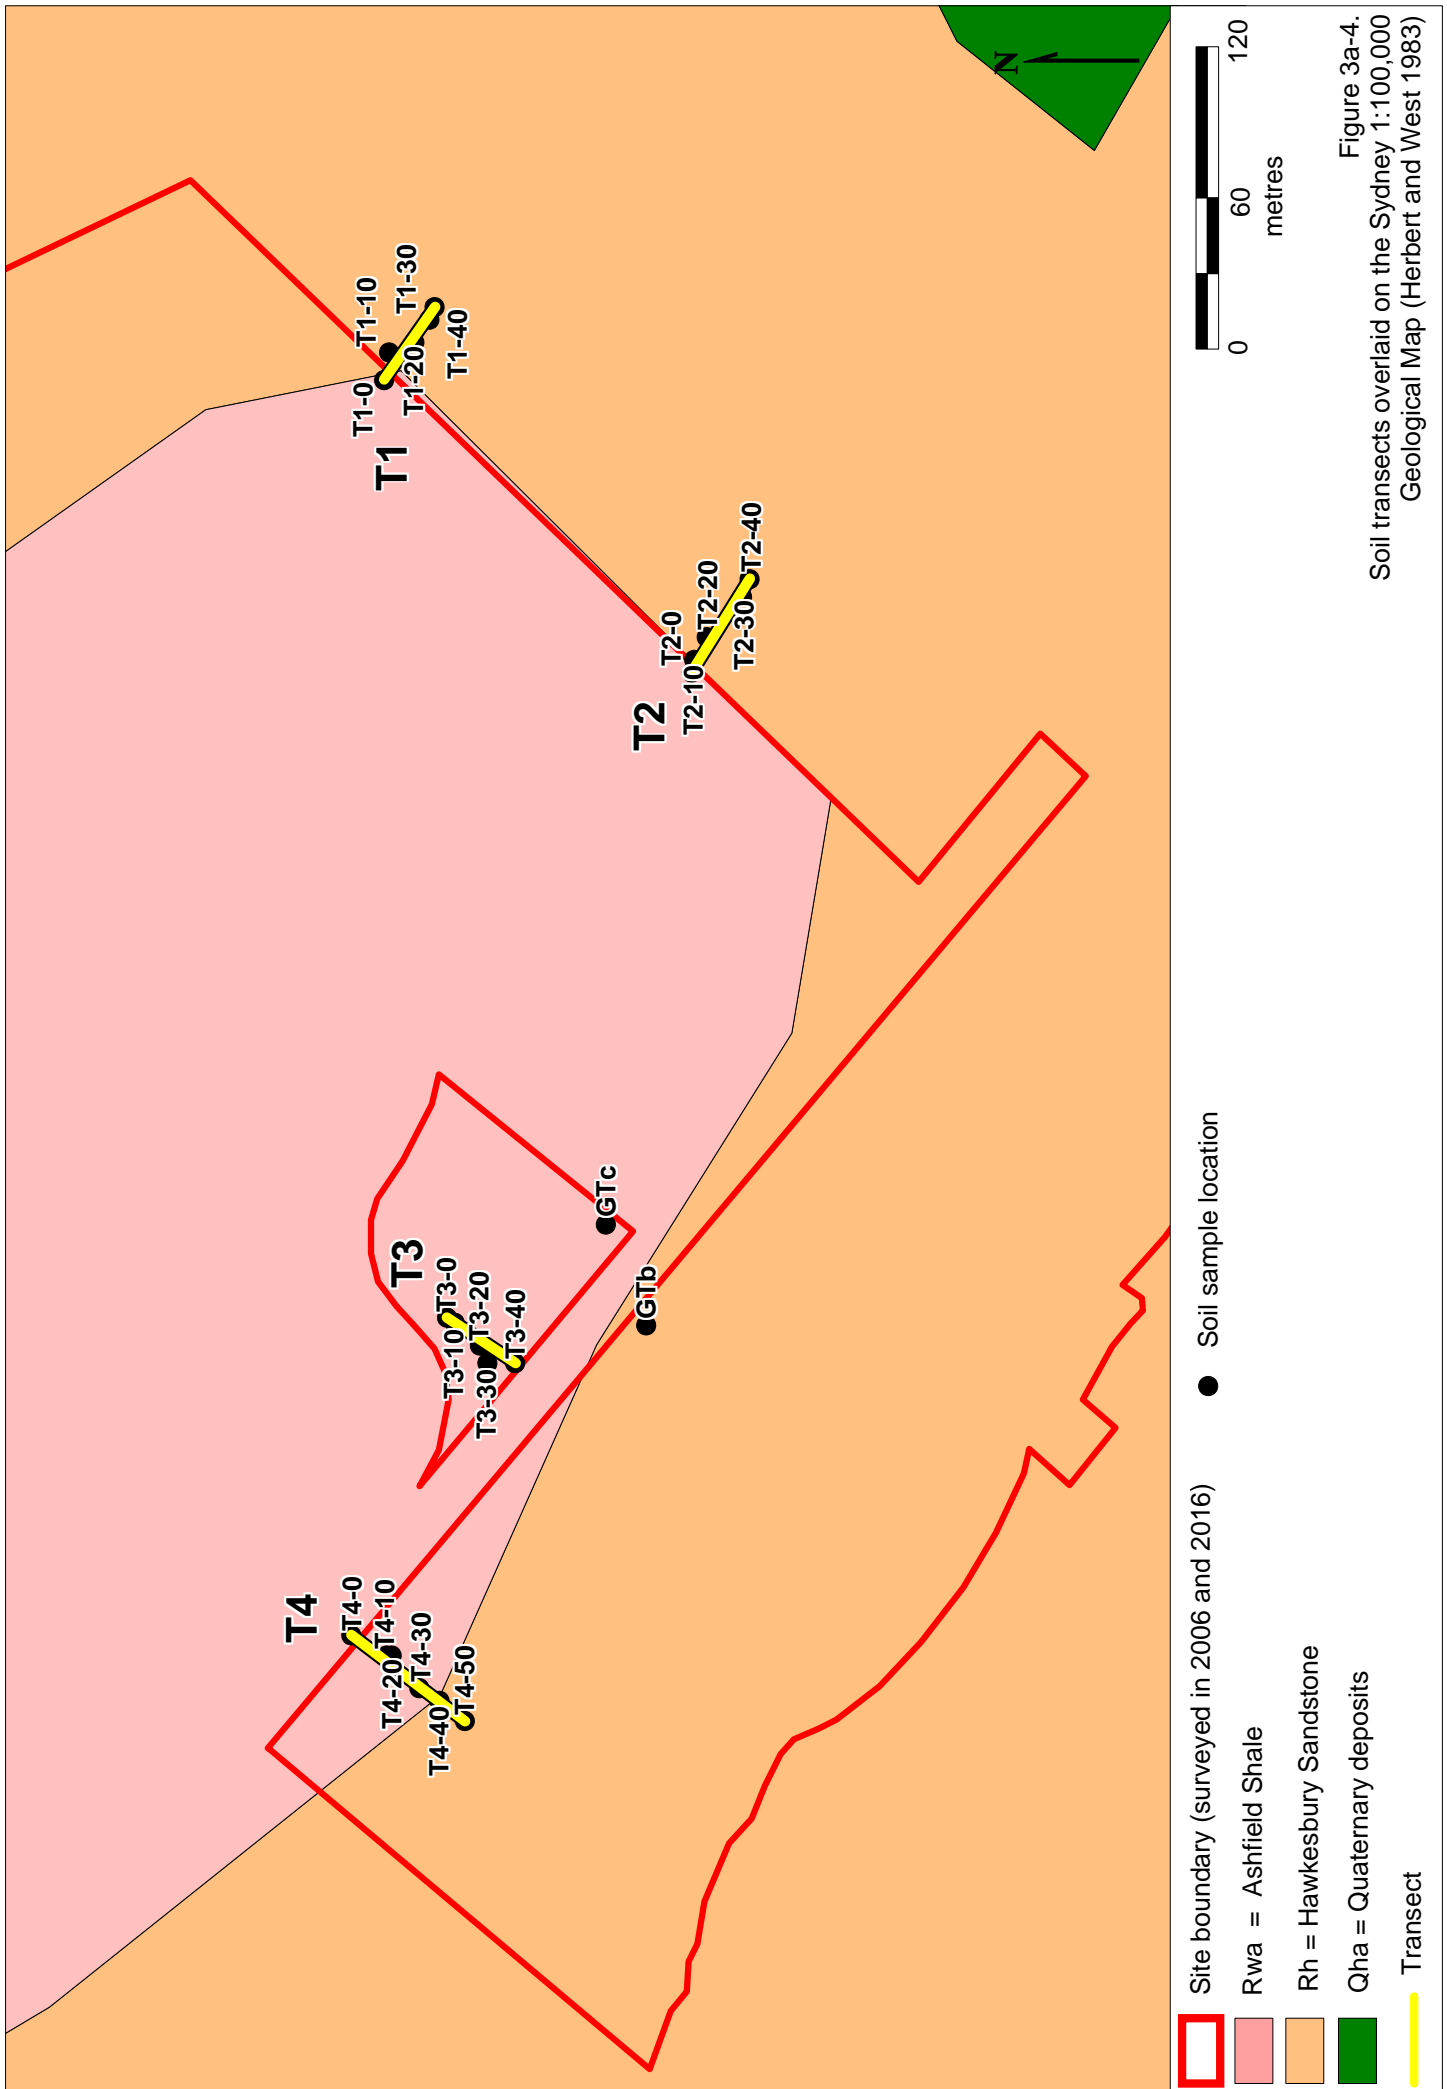 T4
T4-0
T4-10
T4-20
T4-30
T4-40
T4-50
T3
T3-0
T3-10
T3-20
T3-30
T3-40
GTb
GTc
T2
T2-0
T2-10
T2-20
T2-30
T2-40
T1
T1-0
T1-10
T1-20
T1-30
T1-40
N
Site boundary (surveyed in 2006 and 2016)
Rwa = Ashfield Shale
Rh = Hawkesbury Sandstone
Qha = Quaternary deposits
Transect
Soil sample location
0 60 120
metres
Figure 3a-4.
Soil transects overlaid on the Sydney 1:100,000
Geological Map (Herbert and West 1983)